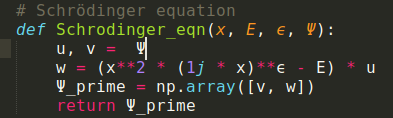 # Schrödinger equation
def Schrodinger_eqn(x, E, ϵ, Ψ):
    u, v =  Ψ
    w = (x**2 * (1j * x)**ϵ - E) * u
    Ψ_prime = np.array([v, w])
    return Ψ_prime